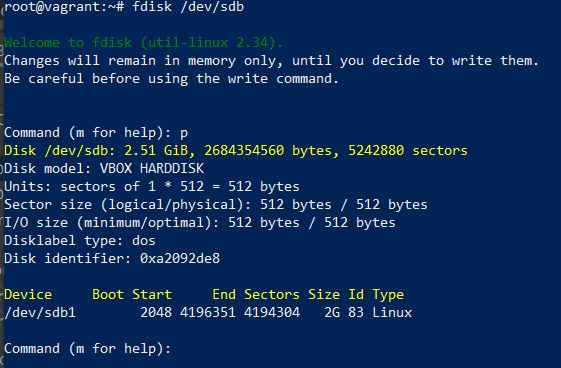 root@vagrant:~# fdisk /dev/sdb
Welcome to fdisk (util-linux 2.34).
Changes will remain in memory only, until you decide to write them.
Be careful before using the write command.
Command (m for help): p
Disk /dev/sdb: 2.51 GiB, 2684354560 bytes, 5242880 sectors
Disk model: VBOX HARDDISK
Units: sectors of 1 * 512 = 512 bytes
Sector size (logical/physical): 512 bytes / 512 bytes
I/O size (minimum/optimal): 512 bytes / 512 bytes
Disklabel type: dos
Disk identifier: 0xa2092de8
Device     Boot Start     End Sectors Size Id Type
/dev/sdb1        2048 4196351 4194304   2G 83 Linux
Command (m for help):